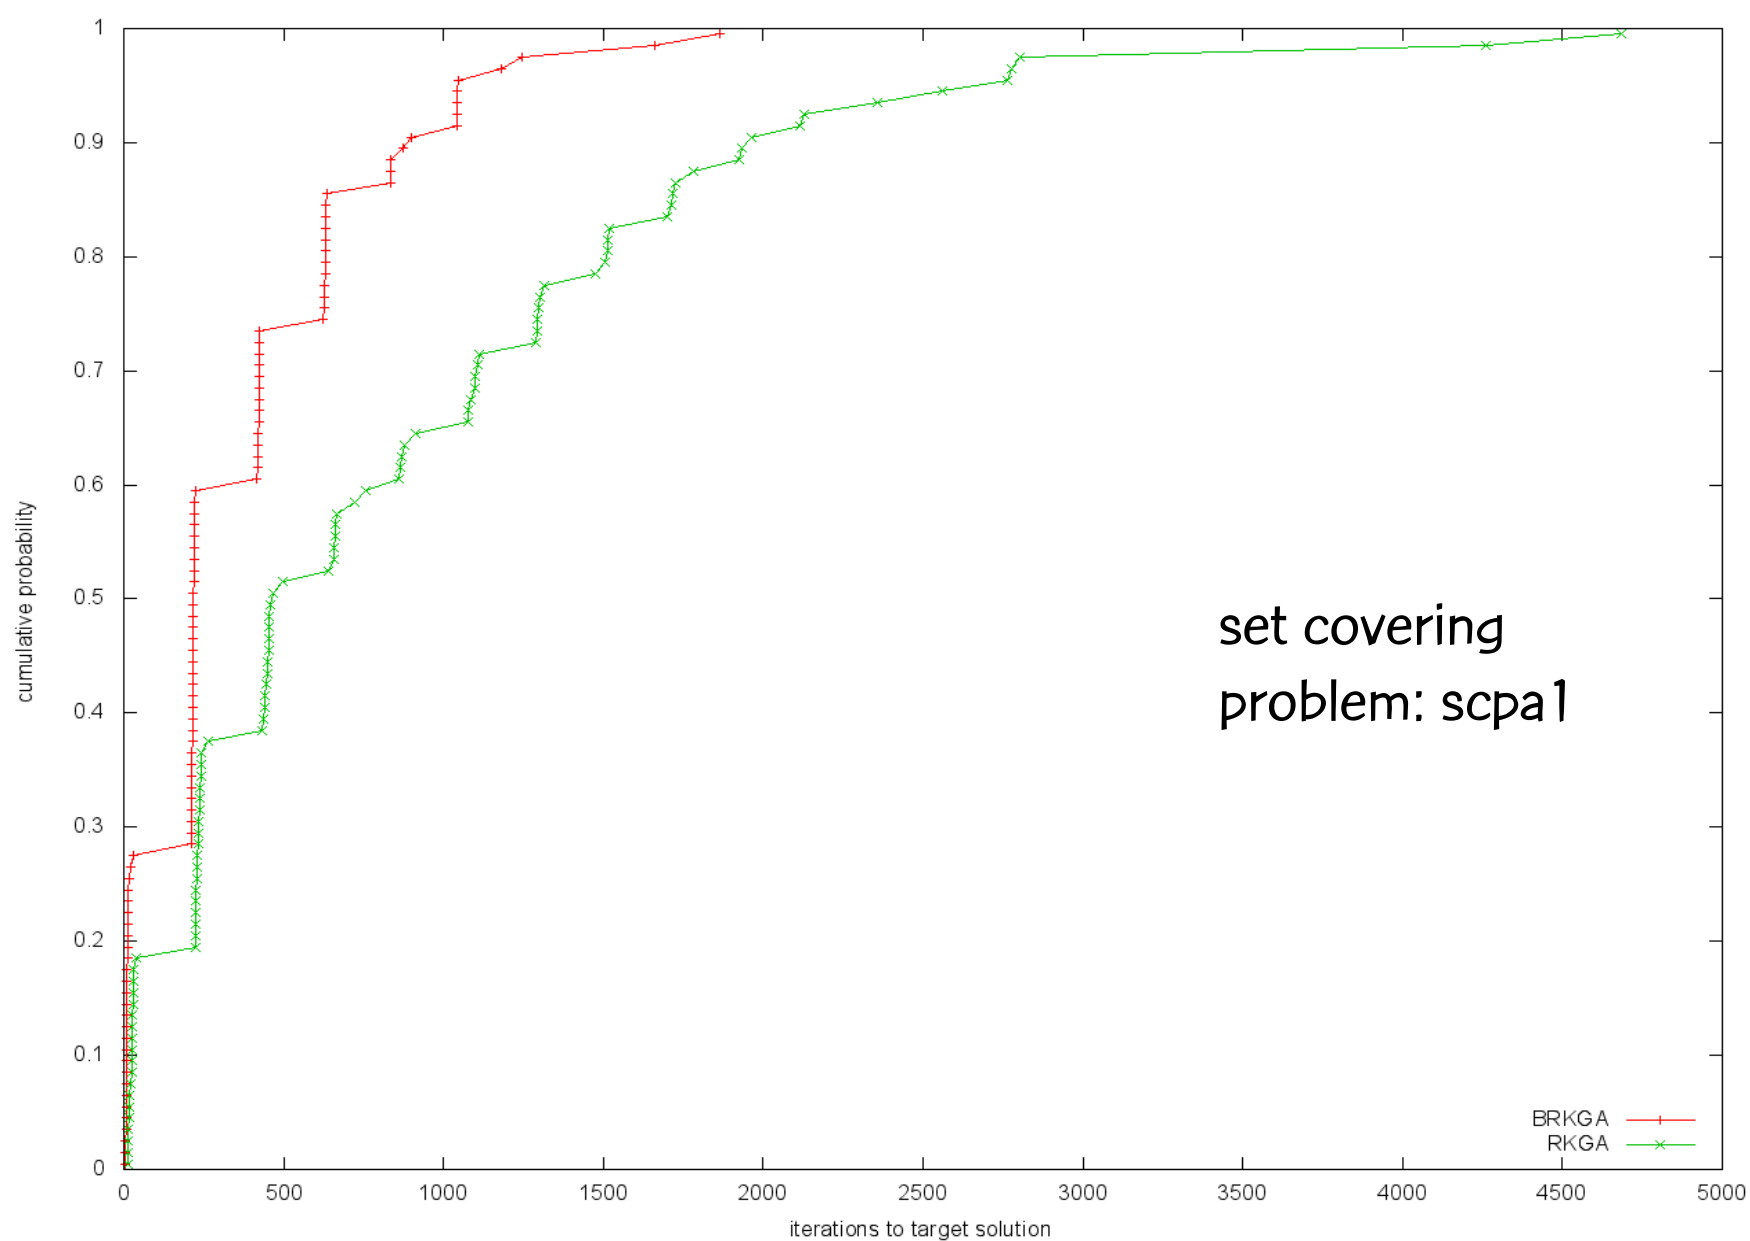 1
0.9
0.8
0.7
0.6
0.5
0.4
0.3
0.2
0.1
0
cumulative probability
set covering
problem: scpa1
BRKGA
RKGA
0 500 1000 1500 2000 2500 3000 3500 4000 4500 5000
iterations to target solution